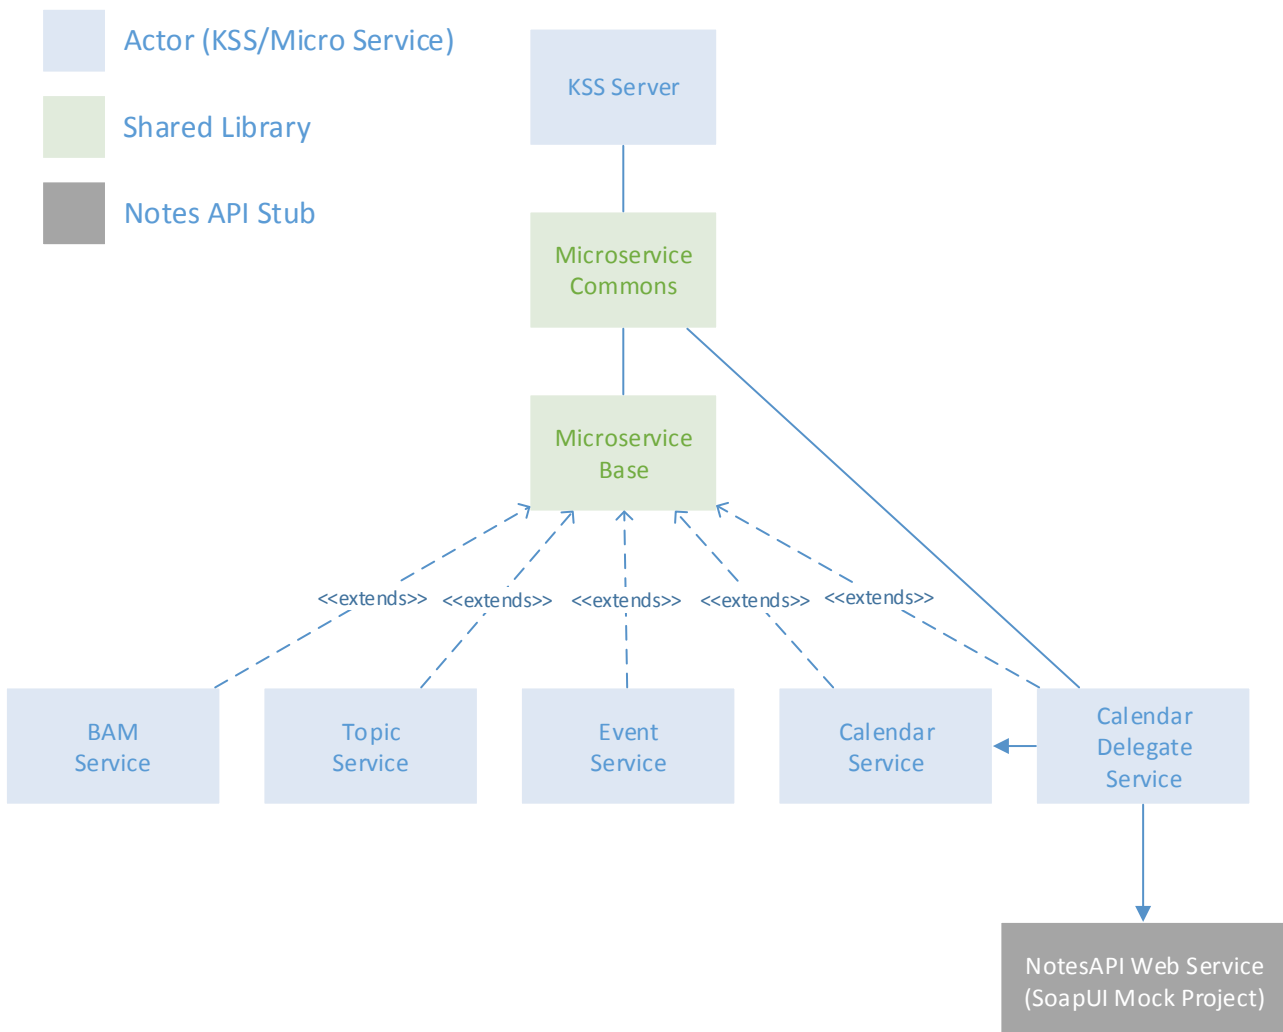 Actor (KSS/Micro Service)
Shared Library
Notes API Stub
KSS Server
Microservice
Commons
Microservice
Base
<<extends>>
<<extends>>
<<extends>>
<<extends>>
<<extends>>
BAM
Service
Topic
Service
Event
Service
Calendar
Service
Calendar
Delegate
Service
NotesAPI Web Service
(SoapUI Mock Project)